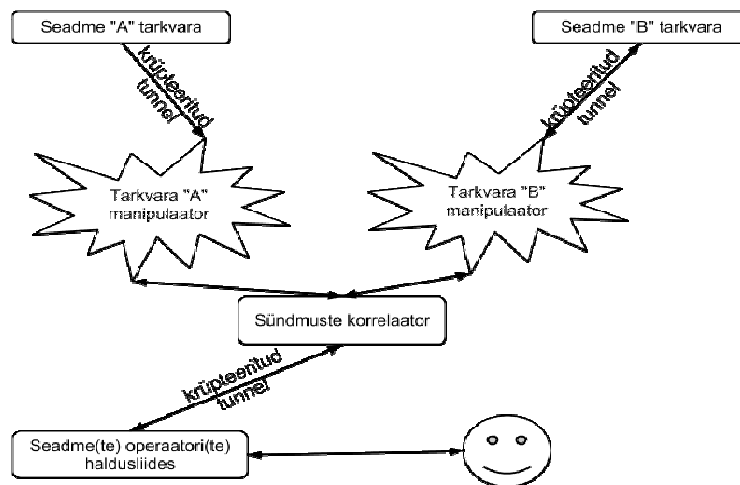 Seadme "A" tarkvara
Seadme "B" tarkvara
krüpteeritud
tunnel
krüpteeritud
tunnel
Tarkvara "A"
manipulaator
Tarkvara "B"
manipulaator
Sündmuste korrelaator
krüpteeritud
tunnel
Seadme(te) operaatori(te)
haldusliides